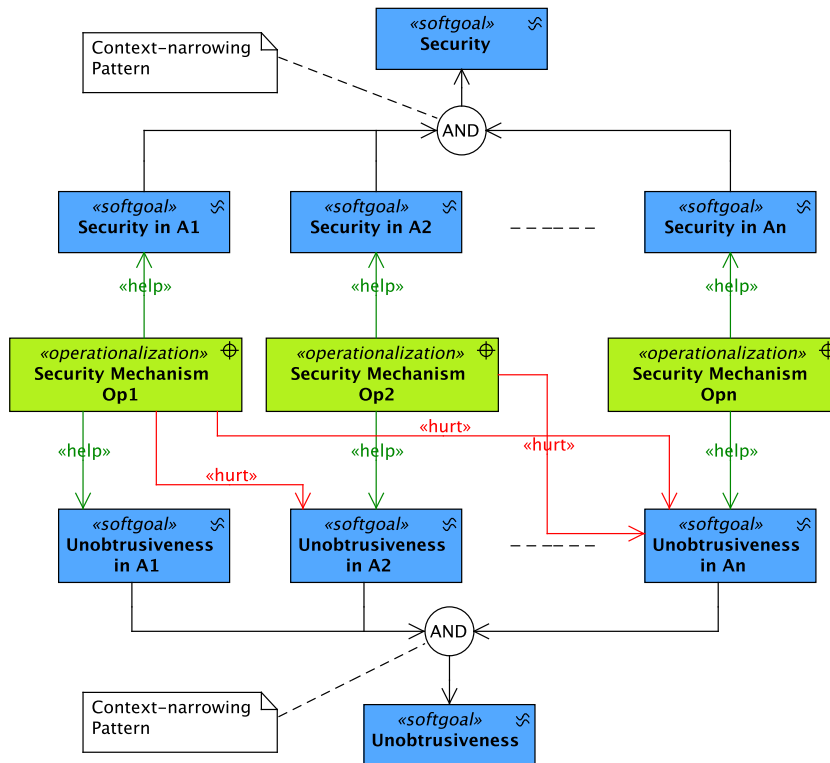 «softgoal»
Security
Context-narrowing
Pattern
AND
«softgoal»
Security in A1
«softgoal»
Security in A2
«softgoal»
Security in An
«help»
«help»
«help»
«operationalization»
Security Mechanism
Op1
«operationalization»
Security Mechanism
Op2
«operationalization»
Security Mechanism
Opn
«hurt»
«hurt»
«help»
«help»
«help»
«hurt»
«softgoal»
Unobtrusiveness
in A1
«softgoal»
Unobtrusiveness
in A2
«softgoal»
Unobtrusiveness
in An
AND
Context-narrowing
Pattern
«softgoal»
Unobtrusiveness